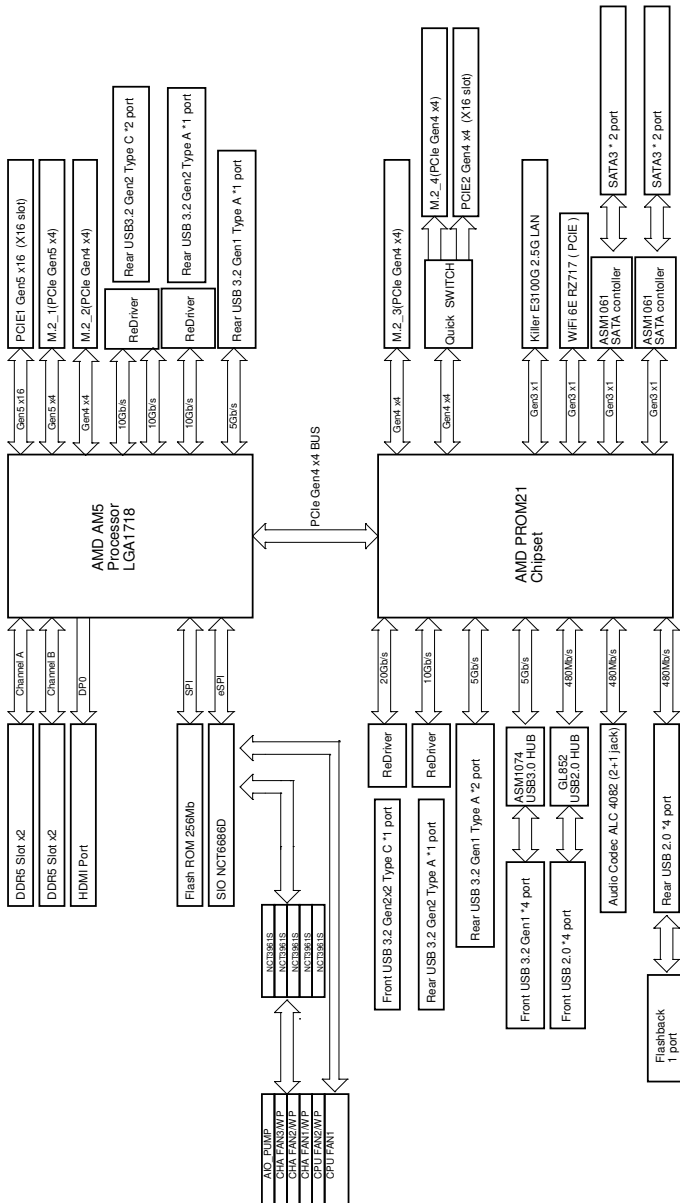 PCIE1 Gen5 x16  (X16 slot)
M.2_1(PCIe Gen5 x4)
M.2_2(PCIe Gen4 x4)
Rear USB3.2 Gen2 Type C *2 port
Rear USB 3.2 Gen2 Type A *1 port
Rear USB 3.2 Gen1 Type A *1 port
ReDriver
ReDriver
Gen5 x16
Gen5 x4
Gen4 x4
10Gb/s
10Gb/s
10Gb/s
5Gb/s
AMD AM5
Processor
LGA1718
Channel A
Channel B
DP0
SPI
eSPI
DDR5 Slot x2
DDR5 Slot x2
HDMI Port
Flash ROM 256Mb
SIO NCT6686D
NCT3961S
NCT3961S
NCT3961S
NCT3961S
NCT3961S
AIO_PUMP
CHA FAN3/WP
CHA FAN2/WP
CHA FAN1/WP
CPU FAN2/WP
CPU FAN1
PCIe Gen4 x4 BUS
M.2_3(PCIe Gen4 x4)
M.2_4(PCIe Gen4 x4)
PCIE2 Gen4 x4  (X16 slot)
Quick SWITCH
Killer E3100G 2.5G LAN
WiFi 6E RZ717 ( PCIE )
SATA3 * 2 port
SATA3 * 2 port
ASM1061
SATA contoller
ASM1061
SATA contoller
Gen4 x4
Gen4 x4
Gen3 x1
Gen3 x1
Gen3 x1
Gen3 x1
AMD PROM21
Chipset
20Gb/s
10Gb/s
5Gb/s
5Gb/s
480Mb/s
480Mb/s
480Mb/s
ReDriver
ReDriver
Front USB 3.2 Gen2x2 Type C *1 port
Rear USB 3.2 Gen2 Type A *1 port
Rear USB 3.2 Gen1 Type A *2 port
ASM1074
USB3.0 HUB
GL852
USB2.0 HUB
Front USB 3.2 Gen1 *4 port
Front USB 2.0 *4 port
Audio Codec ALC 4082 (2+1 jack)
Rear USB 2.0 *4 port
Flashback
1 port